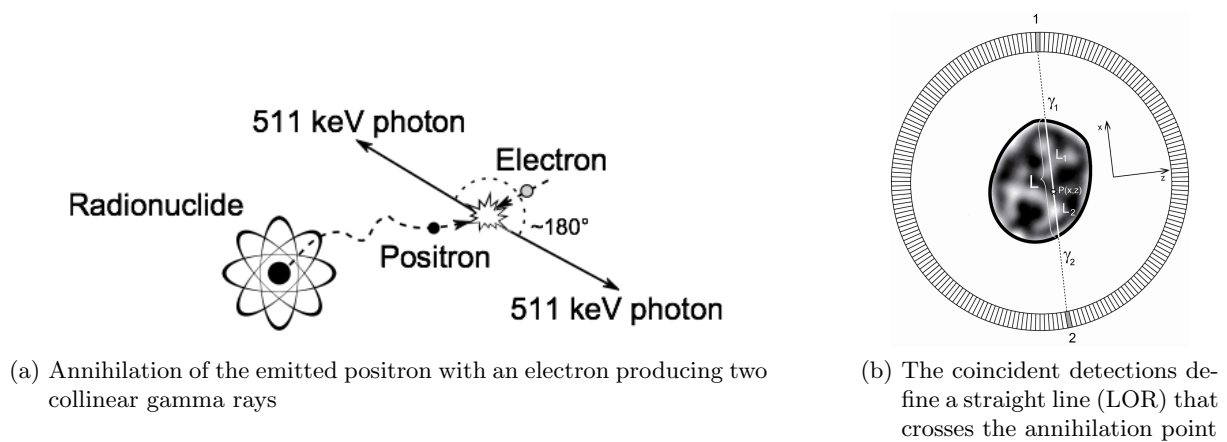 511 keV photon
Electron
Radionuclide
~180°
Positron
511 keV photon
(a) Annihilation of the emitted positron with an electron producing two
collinear gamma rays
1
γ1
x
L1
z
L
P(x,z)
L2
γ2
2
(b) The coincident detections de-
fine a straight line (LOR) that
crosses the annihilation point